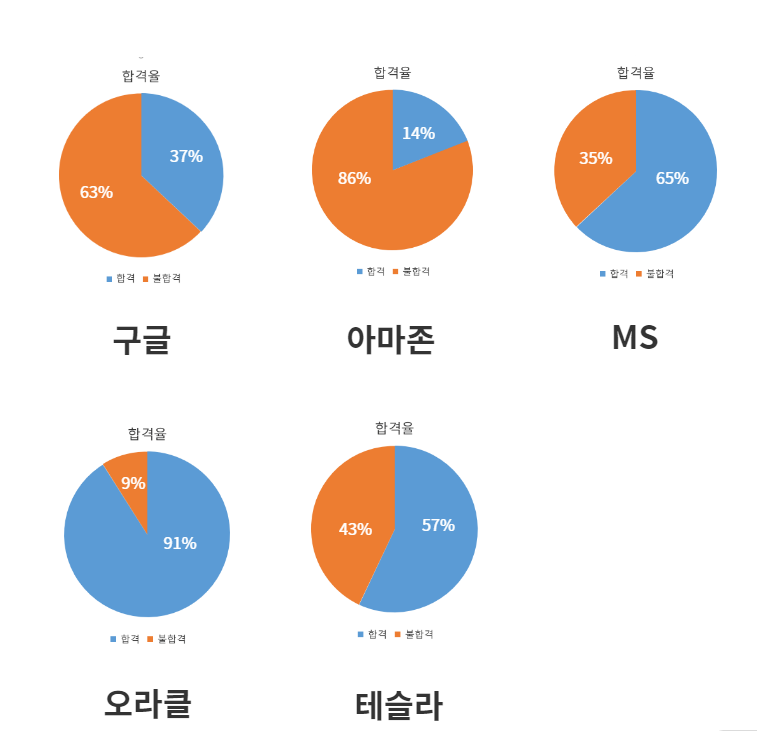 합격율
37%
63%
합격 불합격
구글
합격율
14%
86%
합격 불합격
아마존
합격율
35%
65%
합격 불합격
MS
합격율
9%
91%
합격 불합격
오라클
합격율
43%
57%
합격 불합격
테슬라